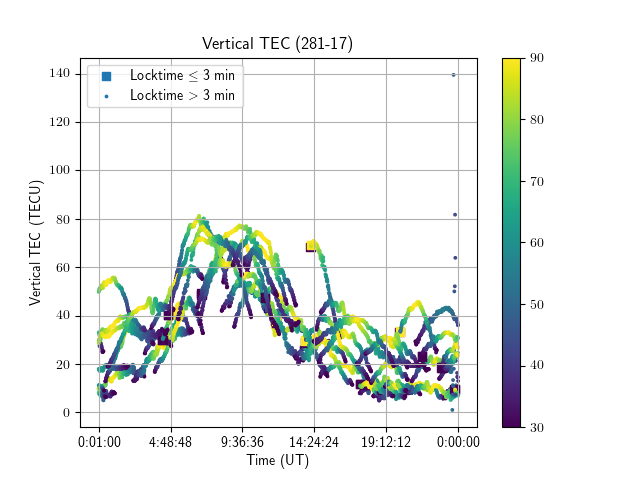 Vertical TEC (281-17)
Locktime ≤ 3 min
Locktime > 3 min
Vertical TEC (TECU)
140
120
100
80
60
40
20
0
0:01:00 4:48:48 9:36:36 14:24:24 19:12:12 0:00:00
Time (UT)
90
80
70
60
50
40
30